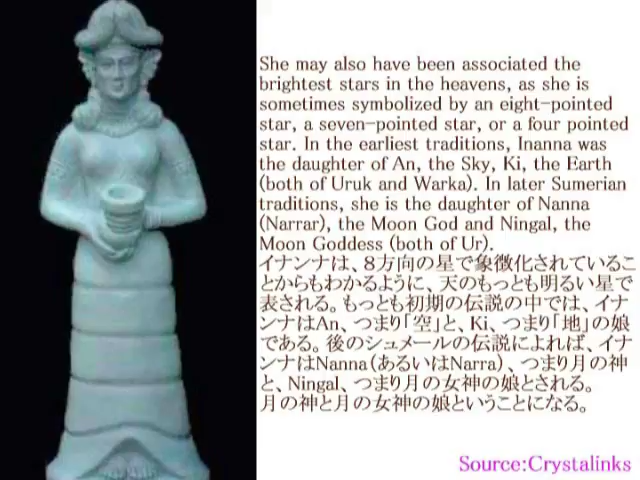 She may also have been associated the
brightest stars in the heavens, as she is
sometimes symbolized by an eight-pointed
star, a seven-pointed star, or a four pointed
star. In the earliest traditions, Inanna was
the daughter of An, the Sky, Ki, the Earth
(both of Uruk and Warka). In later Sumerian
traditions, she is the daughter of Nanna
(Narrar), the Moon God and Ningal, the
Moon Goddess (both of Ur).
イナンナは、８方向の星で象徴化されているこ
とからもわかるように、天のもっとも明るい星で
表される。もっとも初期の伝説の中では、イナ
ンナはAn、つまり「空」と、Ki、つまり「地」の娘
である。後のシュメールの伝説によれば、イナ
ンナはNanna（あるいはNarra）、つまり月の神
と、Ningal、つまり月の女神の娘とされる。
月の神と月の女神の娘ということになる。
Source:Crystalinks